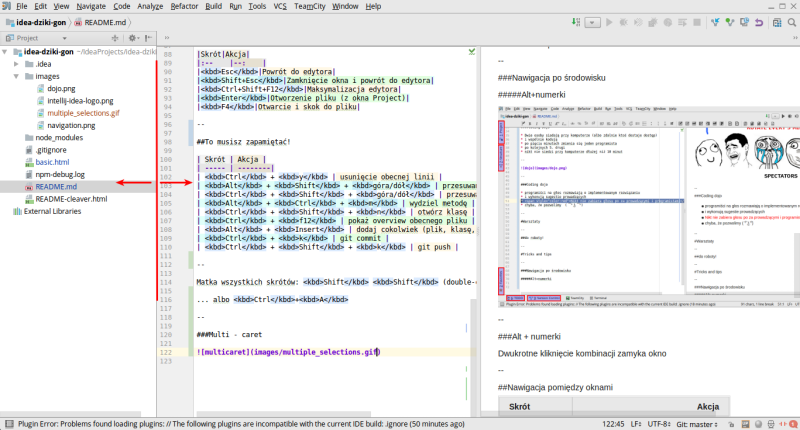 File Edit View Navigate Code Analyze Refactor Build Run Tools VCS TeamCity Window Help
idea-dziki-gon README.md
Project
idea-dziki-gon ~/IdeaProjects/idea-dziki
.idea
images
dojo.png
intellij-idea-logo.png
multiple_selections.gif
navigation.png
node_modules
.gitignore
basic.html
npm-debug.log
README.md
README-cleaver.html
External Libraries
88 |Skrót|Akcja|
89 |:-- |--: |
90 |<kbd>Esc</kbd>|Powrót do edytora|
91 |<kbd>Shift+Esc</kbd>|Zamknięcie okna i powrót do edytora|
92 |<kbd>Ctrl+Shift+F12</kbd>|Maksymalizacja edytora|
93 |<kbd>Enter</kbd>|Otworzenie pliku (z okna Project)|
94 |<kbd>F4</kbd>|Otwarcie i skok do pliku|
95
96 --
97
98 ##To musisz zapamiętać!
99
100 | Skrót | Akcja |
101 | ----- | --------|
102 | <kbd>Ctrl</kbd> + <kbd>y</kbd> | usunięcie obecnej linii |
103 | <kbd>Alt</kbd> + <kbd>Shift</kbd> + <kbd>góra/dół</kbd> | przesuwan
104 | <kbd>Ctrl</kbd> + <kbd>Shift</kbd> + <kbd>góra/dół</kbd> | przesuwa
105 | <kbd>Alt</kbd> + <kbd>Ctrl</kbd> + <kbd>m</kbd> | wydziel metodę |
106 | <kbd>Ctrl</kbd> + <kbd>Shift</kbd> + <kbd>n</kbd> | otwórz klasę |
107 | <kbd>Ctrl</kbd> + <kbd>f12</kbd> | pokaz overview obecnego pliku |
108 | <kbd>Alt</kbd> + <kbd>Insert</kbd> | dodaj cokolwiek (plik, klasę,
109 | <kbd>Ctrl</kbd> + <kbd>k</kbd> | git commit |
110 | <kbd>Ctrl</kbd> + <kbd>Shift</kbd> + <kbd>k</kbd> | git push |
111
112 --
113
114 Matka wszystkich skrótów: <kbd>Shift</kbd> <kbd>Shift</kbd> (double-
115
116 ... albo <kbd>Ctrl</kbd>+<kbd>A</kbd>
117
118 --
119
120 ###Multi - caret
121
122 ![multicaret](images/multiple_selections.gif)
123
--
###Nawigacja po środowisku
#####Alt+numerki
SPECTATORS
--
###Alt + numerki
Dwukrotne kliknięcie kombinacji zamyka okno
--
##Nawigacja pomiędzy oknami
Skrót Akcja
Plugin Error: Problems found loading plugins: // The following plugins are incompatible with the current IDE build: .ignore (50 minutes ago) 122:45 LF÷ UTF-8÷ Git: master÷